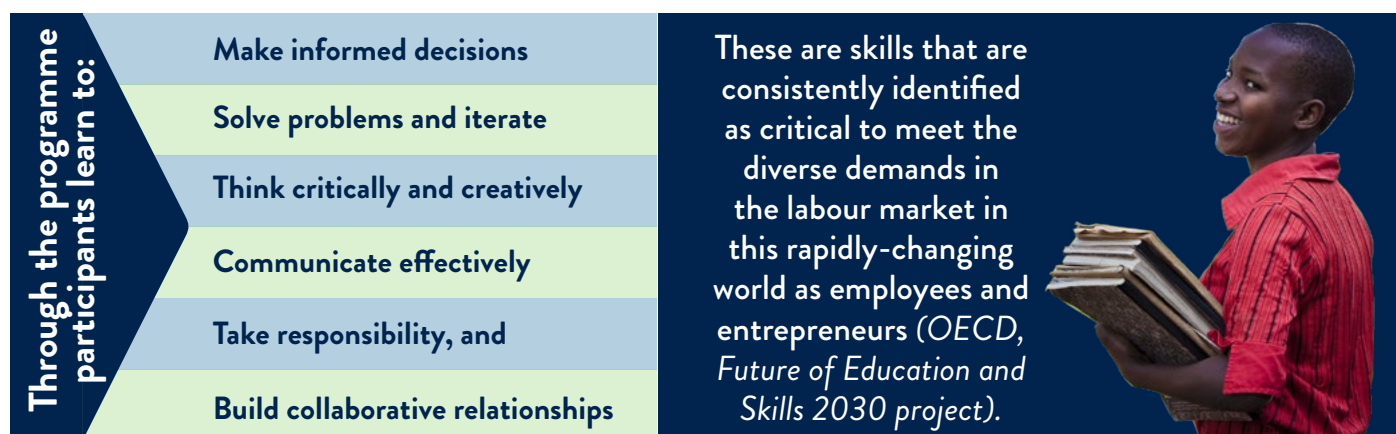 Through the programme
participants learn to:
Make informed decisions
Solve problems and iterate
Think critically and creatively
Communicate effectively
Take responsibility, and
Build collaborative relationships
These are skills that are
consistently identified
as critical to meet the
diverse demands in
the labour market in
this rapidly-changing
world as employees and
entrepreneurs (OECD,
Future of Education and
Skills 2030 project).